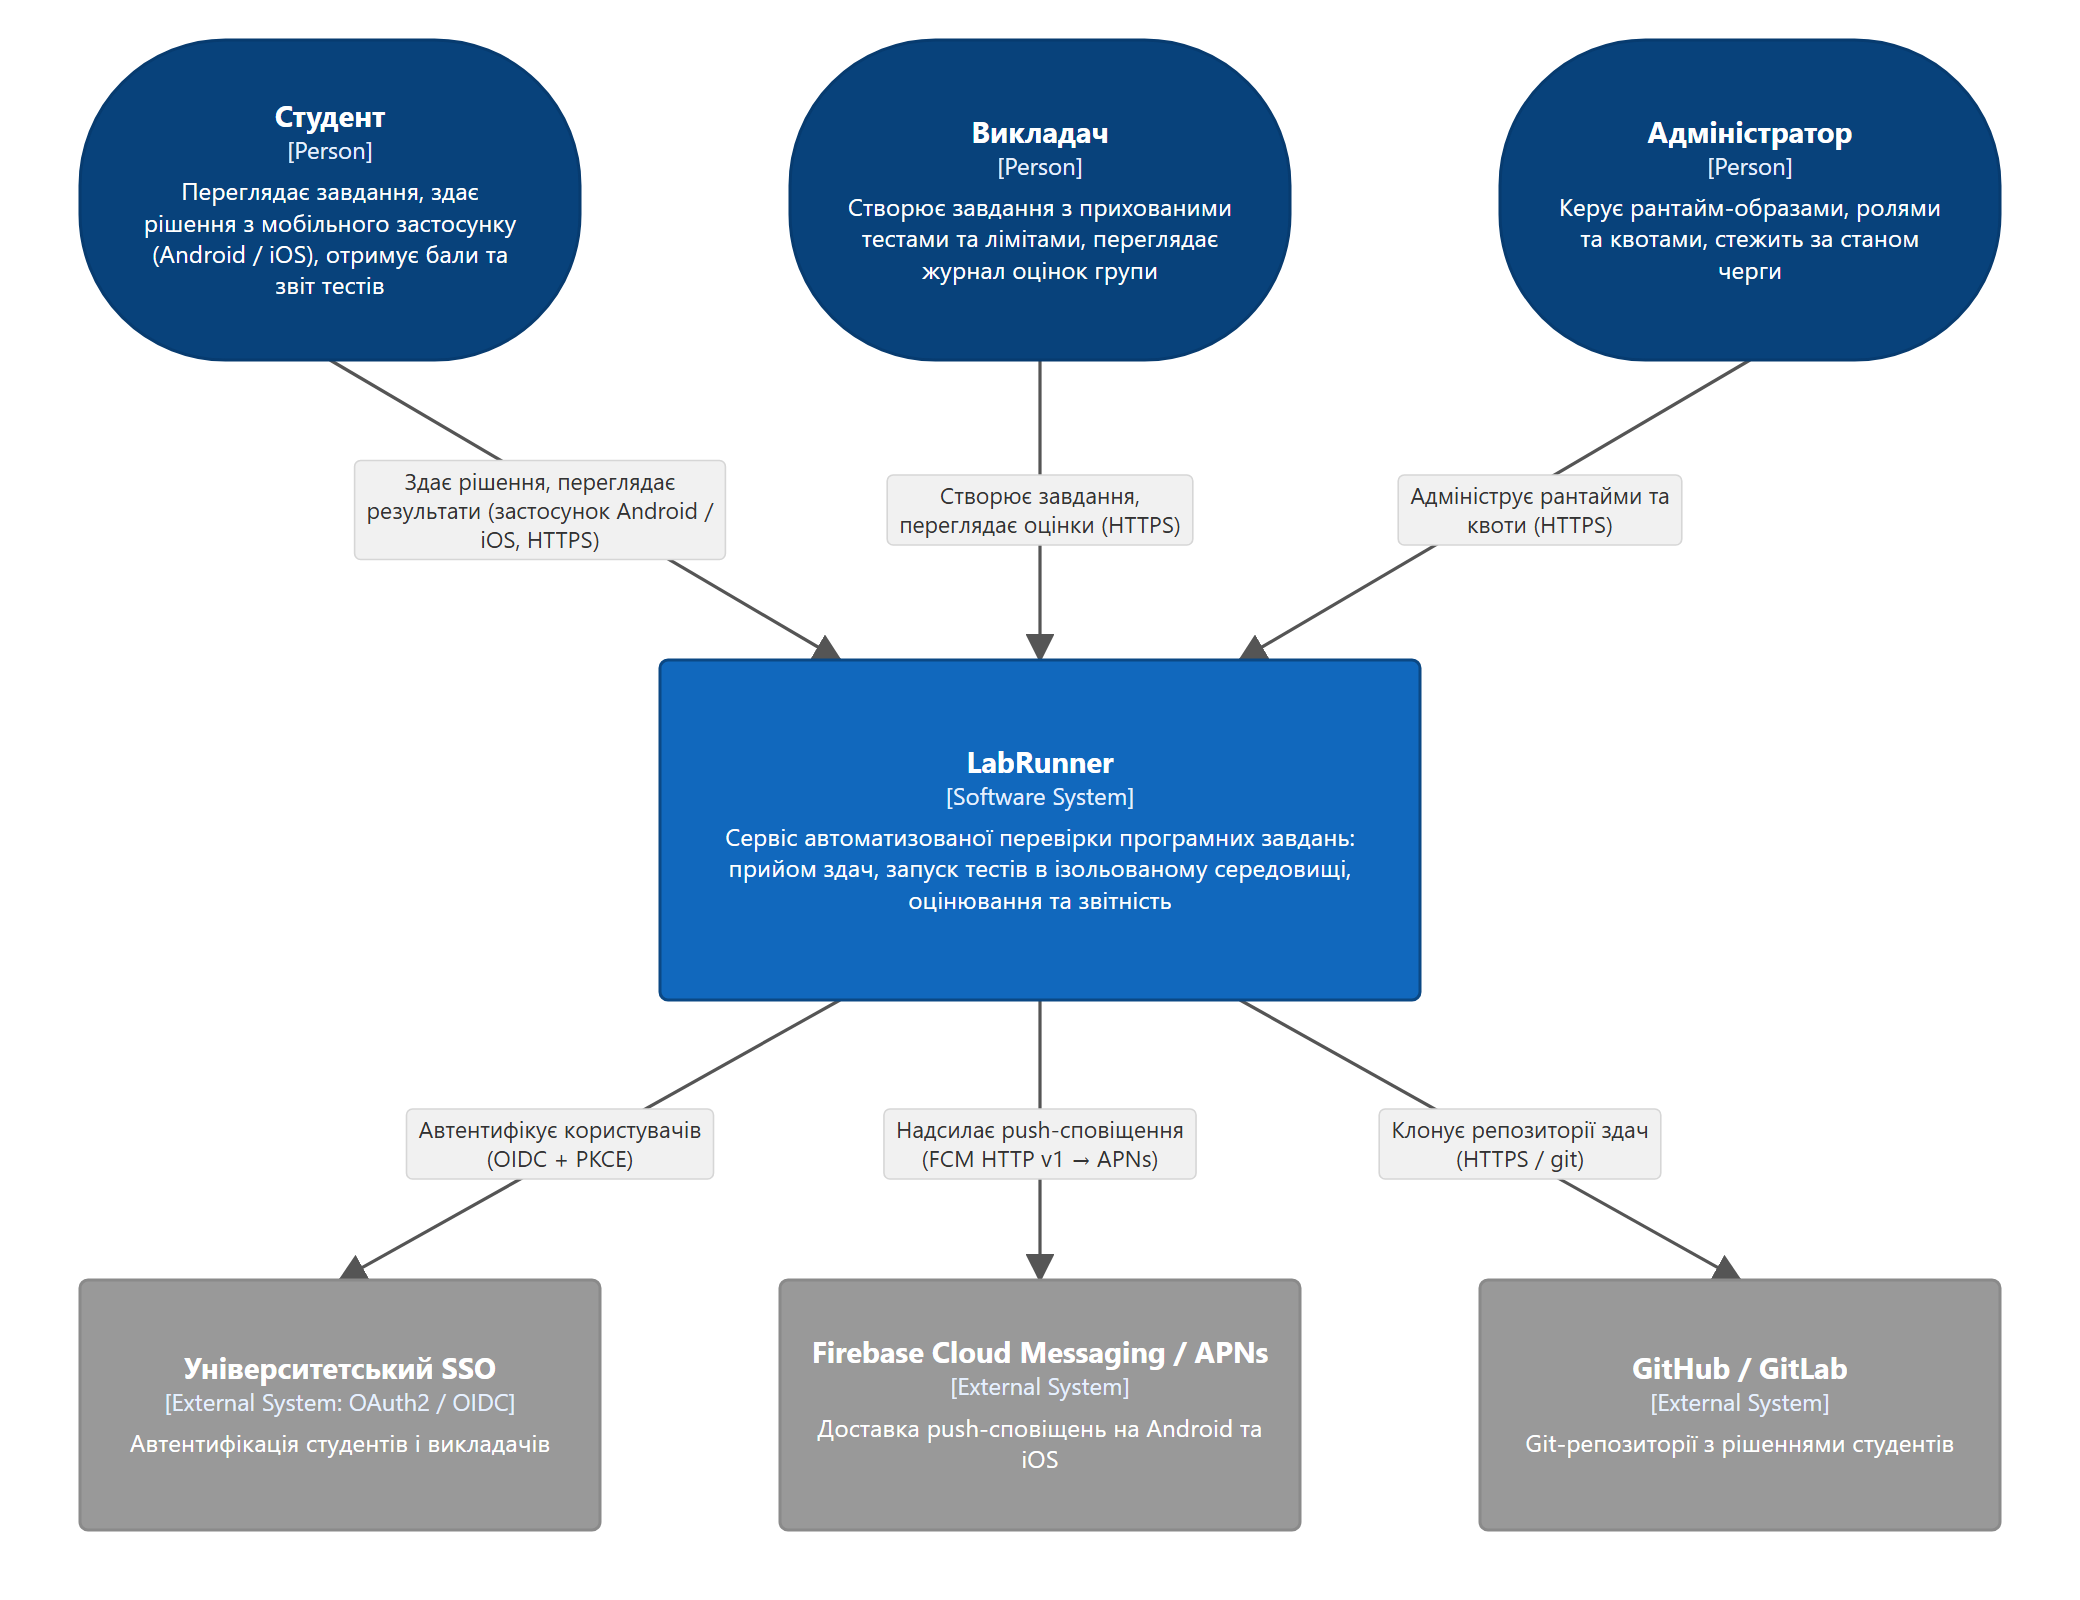 Студент
[Person]
Переглядає завдання, здає
рішення з мобільного застосунку
(Android / iOS), отримує бали та
звіт тестів
Викладач
[Person]
Створює завдання з прихованими
тестами та лімітами, переглядає
журнал оцінок групи
Адміністратор
[Person]
Керує рантайм-образами, ролями
та квотами, стежить за станом
черги
Здає рішення, переглядає
результати (застосунок Android /
iOS, HTTPS)
Створює завдання,
переглядає оцінки (HTTPS)
Адмініструє рантайми та
квоти (HTTPS)
LabRunner
[Software System]
Сервіс автоматизованої перевірки програмних завдань:
прийом здач, запуск тестів в ізольованому середовищі,
оцінювання та звітність
Автентифікує користувачів
(OIDC + PKCE)
Надсилає push-сповіщення
(FCM HTTP v1 → APNs)
Клонує репозиторії здач
(HTTPS / git)
Університетський SSO
[External System: OAuth2 / OIDC]
Автентифікація студентів і викладачів
Firebase Cloud Messaging / APNs
[External System]
Доставка push-сповіщень на Android та
iOS
GitHub / GitLab
[External System]
Git-репозиторії з рішеннями студентів